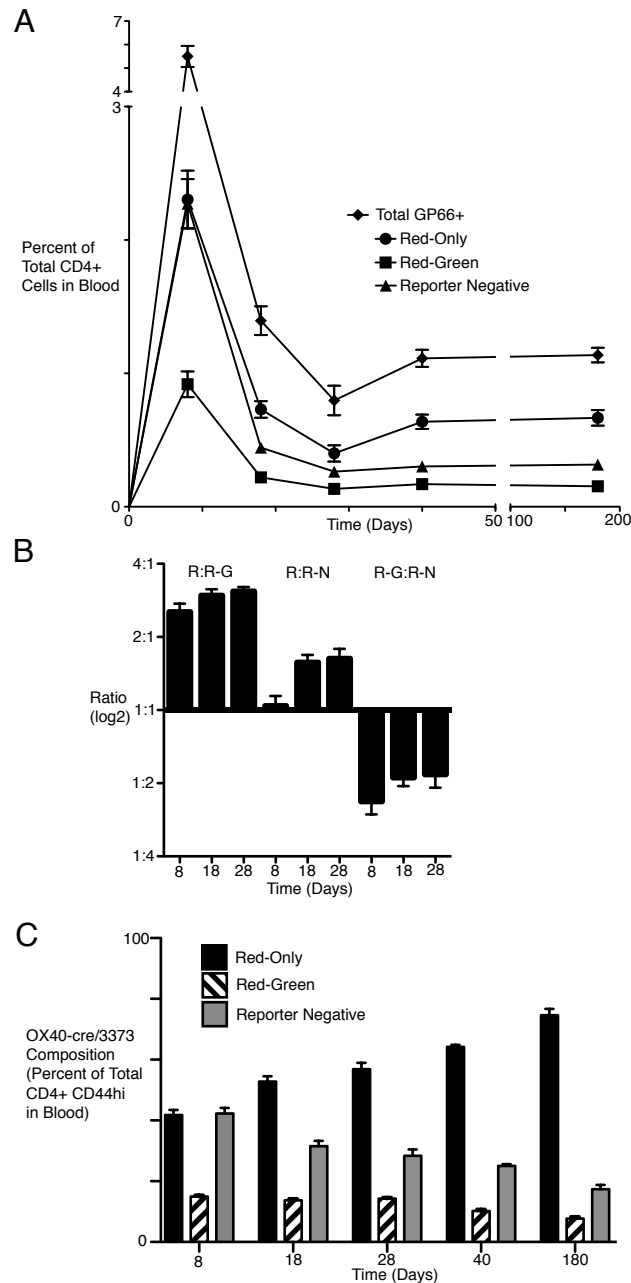 A
7
4
3
Percent of
Total CD4+
Cells in Blood
Total GP66+
Red-Only
Red-Green
Reporter Negative
0
0
Time (Days)
50
100
200
B
4:1
R:R-G
R:R-N
R-G:R-N
2:1
Ratio
(log2)
1:1
1:2
1:4
8
18
28
8
18
28
8
18
28
Time (Days)
C
100
Red-Only
Red-Green
Reporter Negative
OX40-cre/3373
Composition
(Percent of Total
CD4+ CD44hi
in Blood)
0
8
18
28
40
180
Time (Days)